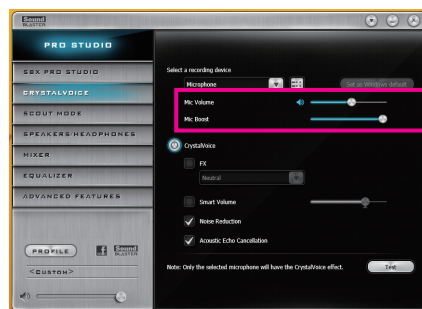 Sound
BLASTER
PRO STUDIO
SBX PRO STUDIO
CRYSTALVOICE
SCOUT MODE
SPEAKERS/HEADPHONES
MIXER
EQUALIZER
ADVANCED FEATURES
PROFILE
f
Sound
BLASTER
<CUSTOM>
Select a recording device
Microphone
Set as Windows default
Mic Volume
Mic Boost
CrystalVoice
FX
Neutral
Smart Volume
Noise Reduction
Acoustic Echo Cancellation
Note: Only the selected microphone will have the CrystalVoice effect.
Test